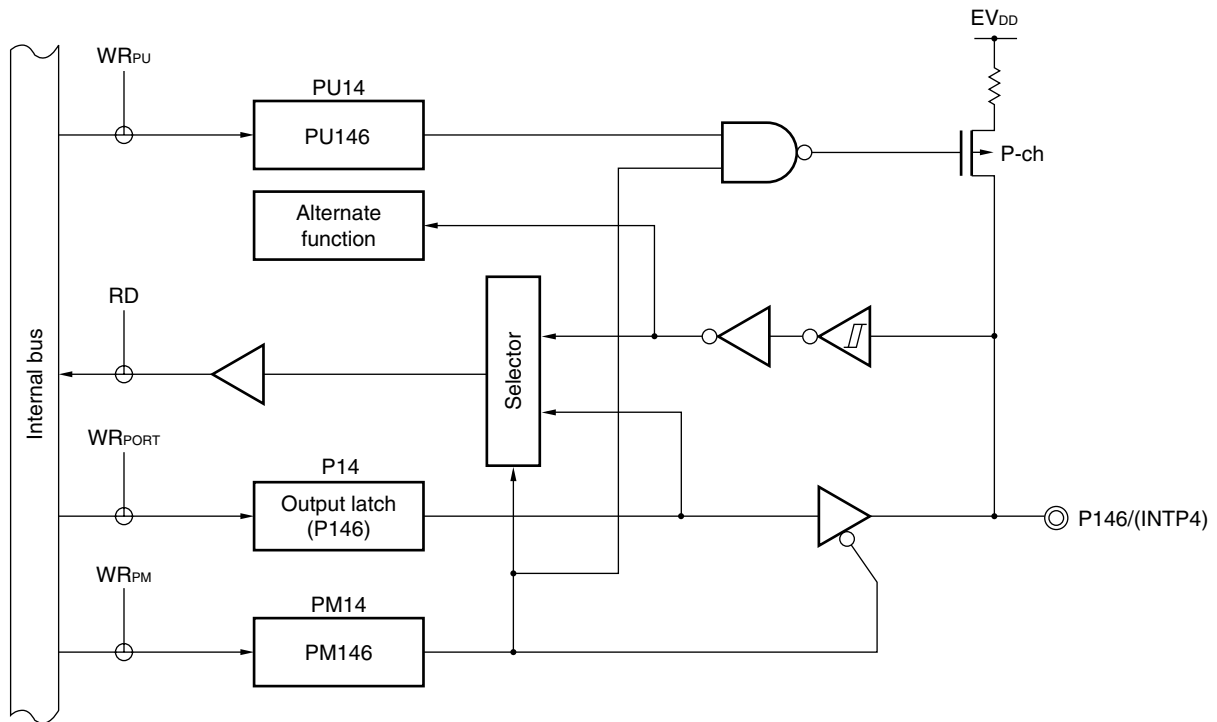 EVDD
WRPU
PU14
PU146
P-ch
Alternate
function
RD
Selector
Internal bus
WRPORT
P14
Output latch
(P146)
P146/(INTP4)
WRPM
PM14
PM146